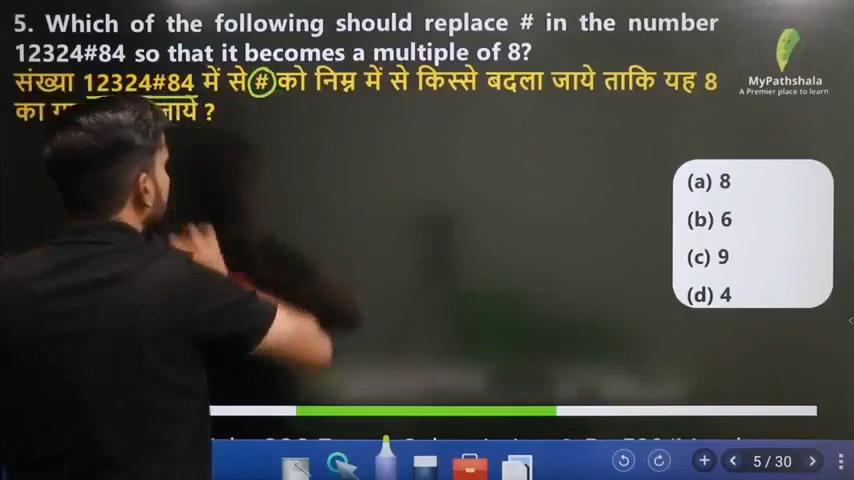 5. Which of the following should replace # in the number
12324#84 so that it becomes a multiple of 8?
संख्या 12324#84 में से # को निम्न में से किस्से बदला जाये ताकि यह 8
का जाये ?
MyPathshala
A Premier place to learn
(a) 8
(b) 6
(c) 9
(d) 4
5 / 30